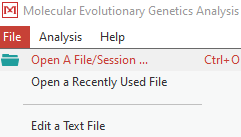 Molecular Evolutionary Genetics Analysis
File Analysis Help
Open A File/Session ... Ctrl+O
Open a Recently Used File
Edit a Text File